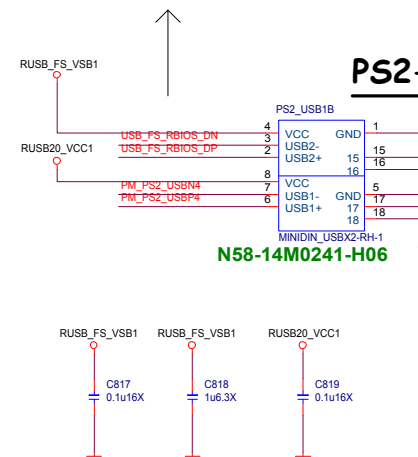 RUSB_FS_VSB1
PS2-
PS2_USB1B
USB_FS_RBIOS_DN
USB_FS_RBIOS_DP
4
3
2
VCC
USB2-
USB2+
GND
15
16
1
15
16
RUSB20_VCC1
PM_PS2_USBN4
PM_PS2_USBP4
8
7
6
VCC
USB1-
USB1+
GND
17
18
5
17
18
MINIDIN_USBX2-RH-1
N58-14M0241-H06
RUSB_FS_VSB1
RUSB_FS_VSB1
RUSB20_VCC1
C817
0.1u16X
C818
1u6.3X
C819
0.1u16X